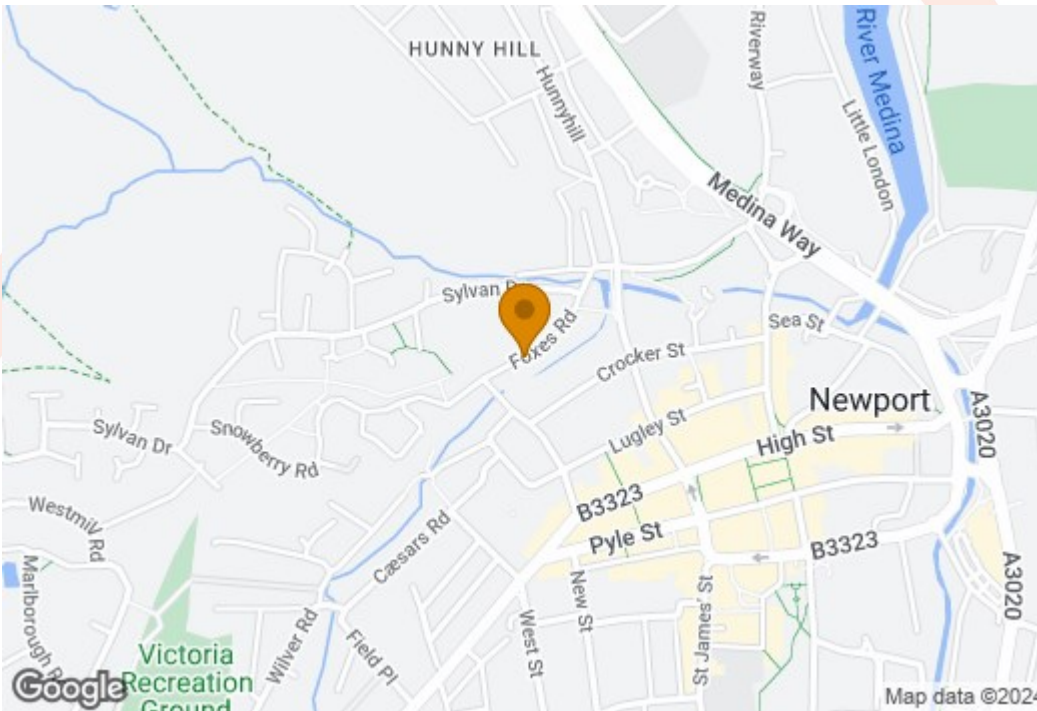 HUNNY HILL
Hunnyhill
Riverway
River Medina
Little London
Medina Way
Sylvan D
Foxes Rd
Sea St
Crocker St
Newport
A3020
Sylvan Dr
Snowberry Rd
Lugley St
High St
B3323
Westmill Rd
Pyle St
B3323
Cæsars Rd
Marlborough R
New St
St James' St
A3020
West St
Wilver Rd
Field Pl
Victoria
Recreation
Ground
Google
Map data ©2024